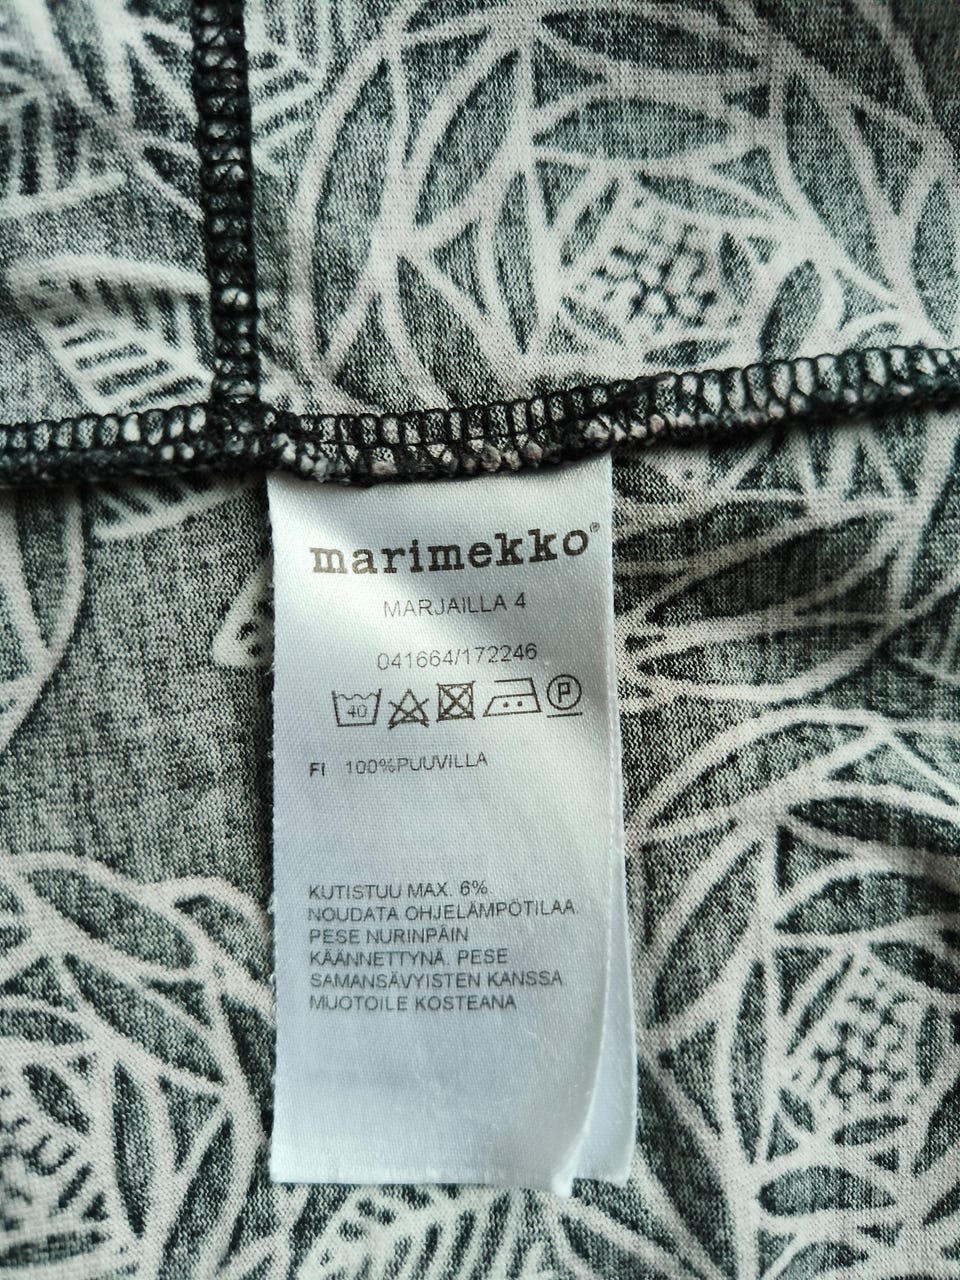 marimekko®
MARJAILLA 4
041664/172246
40 P
FI 100%PUUVILLA
KUTISTUU MAX. 6%.
NOUDATA OHJELÄMPÖTILAA.
PESE NURINPÄIN
KÄÄNNETTYNÄ. PESE
SAMANSÄVYISTEN KANSSA
MUOTOILE KOSTEANA